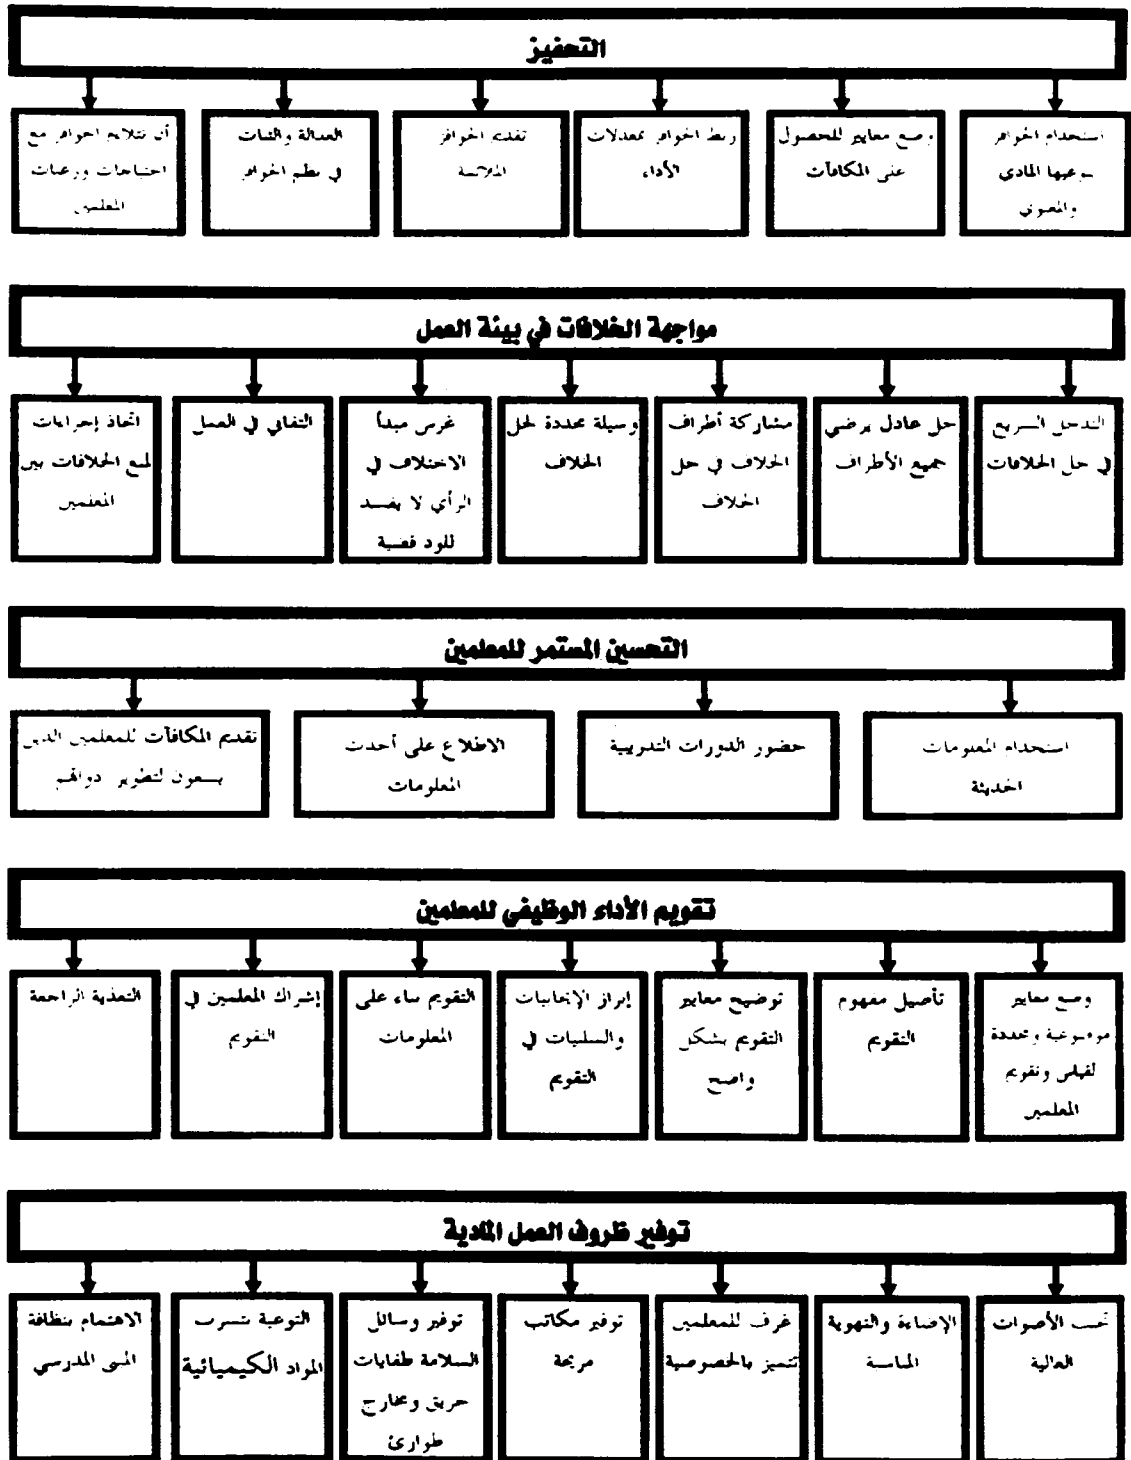 التحفيز
استخدام الحوافز
بنوعيها المادي
والمعنوي
وضع معايير للحصول
على المكافآت
ربط الحوافز بمعدلات
الأداء
تقديم الحوافز
الملائمة
العدالة والثبات
في نظم الحوافز
أن تتلائم الحوافز مع
احتياجات ورغبات
المعلمين
مواجهة الخلافات في بيئة العمل
التدخل السريع
في حل الخلافات
حل عادل يرضي
جميع الأطراف
مشاركة أطراف
الخلاف في حل
الخلاف
وسيلة محددة لحل
الخلاف
غرس مبدأ
الاختلاف في
الرأي لا يفسد
للود قضية
التفاني في العمل
اتخاذ إجراءات
لمنع الخلافات بين
المعلمين
التحسين المستمر للمعلمين
استخدام المعلومات
الحديثة
حضور الدورات التدريبية
الاطلاع على أحدث
المعلومات
تقديم المكافآت للمعلمين الذين
يسعون لتطوير ذواتهم
تقويم الأداء الوظيفي للمعلمين
وضع معايير
موضوعية ومحددة
لقياس وتقويم
المعلمين
تأصيل مفهوم
التقويم
توضيح معايير
التقويم بشكل
واضح
إبراز الإيجابيات
والسلبيات في
التقويم
التقويم بناء على
المعلومات
إشراك المعلمين في
التقويم
التغذية الراجعة
توفير ظروف العمل المادية
تجنب الأصوات
العالية
الإضاءة والتهوية
المناسبة
غرف للمعلمين
تتميز بالخصوصية
توفير مكاتب
مريحة
توفير وسائل
السلامة طفايات
حريق ومخارج
طوارئ
التوعية بتسرب
المواد الكيميائية
الاهتمام بنظافة
المبنى المدرسي